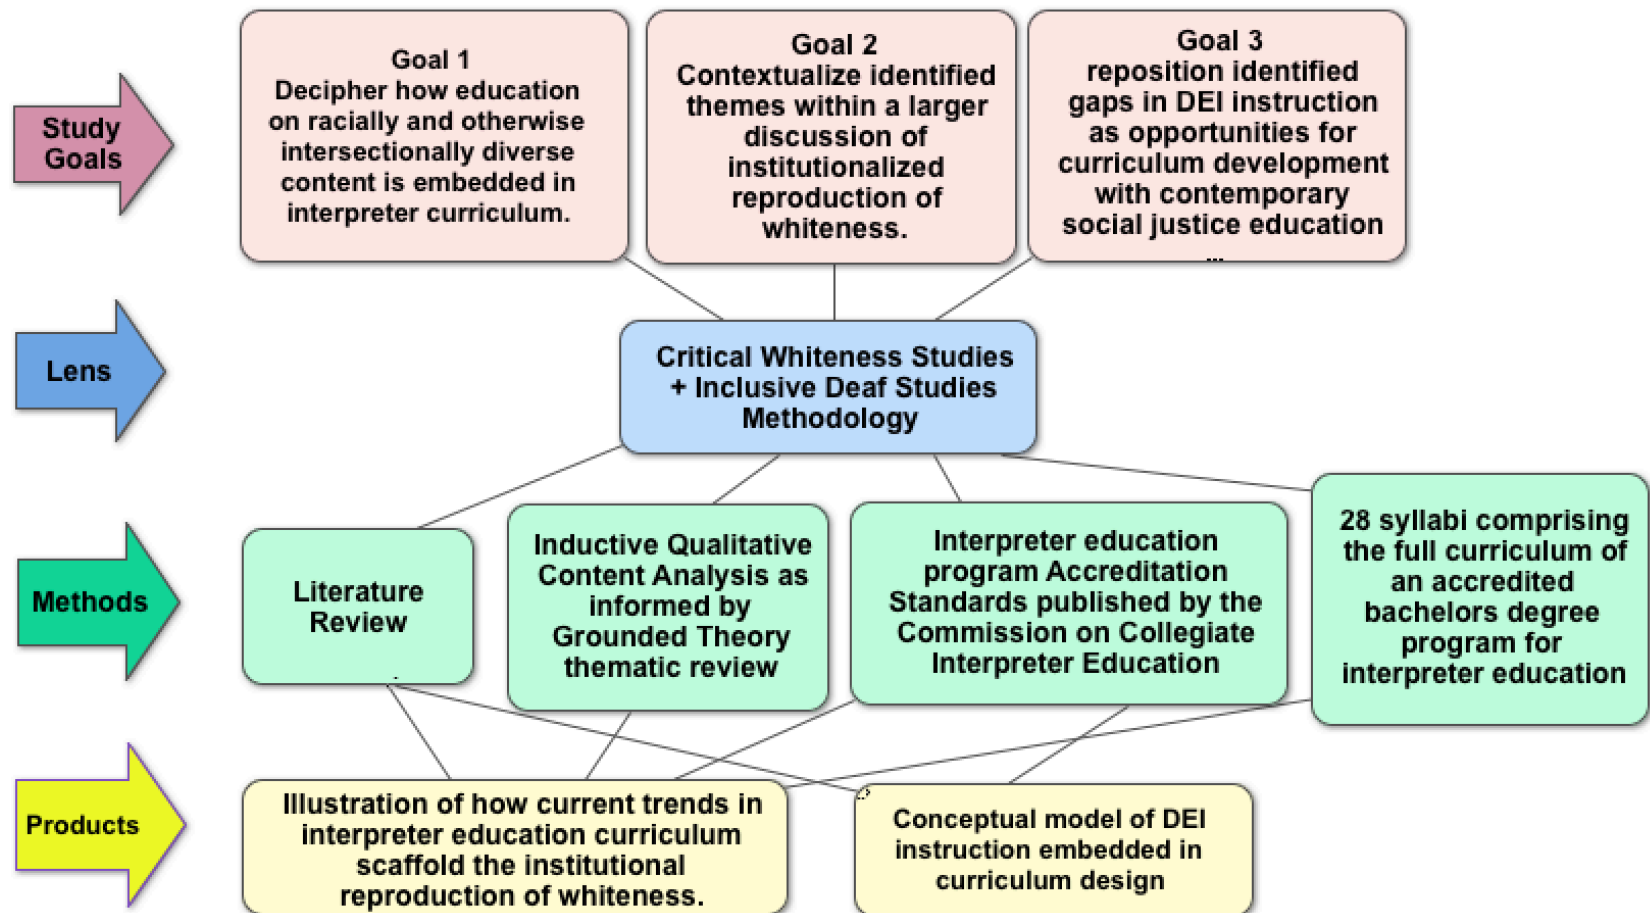 Study
Goals
Goal 1
Decipher how education
on racially and otherwise
intersectionally diverse
content is embedded in
interpreter curriculum.
Goal 2
Contextualize identified
themes within a larger
discussion of
institutionalized
reproduction of
whiteness.
Goal 3
reposition identified
gaps in DEI instruction
as opportunities for
curriculum development
with contemporary
social justice education
...
Lens
Critical Whiteness Studies
+ Inclusive Deaf Studies
Methodology
Methods
Literature
Review
.
Inductive Qualitative
Content Analysis as
informed by
Grounded Theory
thematic review
Interpreter education
program Accreditation
Standards published by the
Commission on Collegiate
Interpreter Education
28 syllabi comprising
the full curriculum of
an accredited
bachelors degree
program for
interpreter education
Products
Illustration of how current trends in
interpreter education curriculum
scaffold the institutional
reproduction of whiteness.
Conceptual model of DEI
instruction embedded in
curriculum design